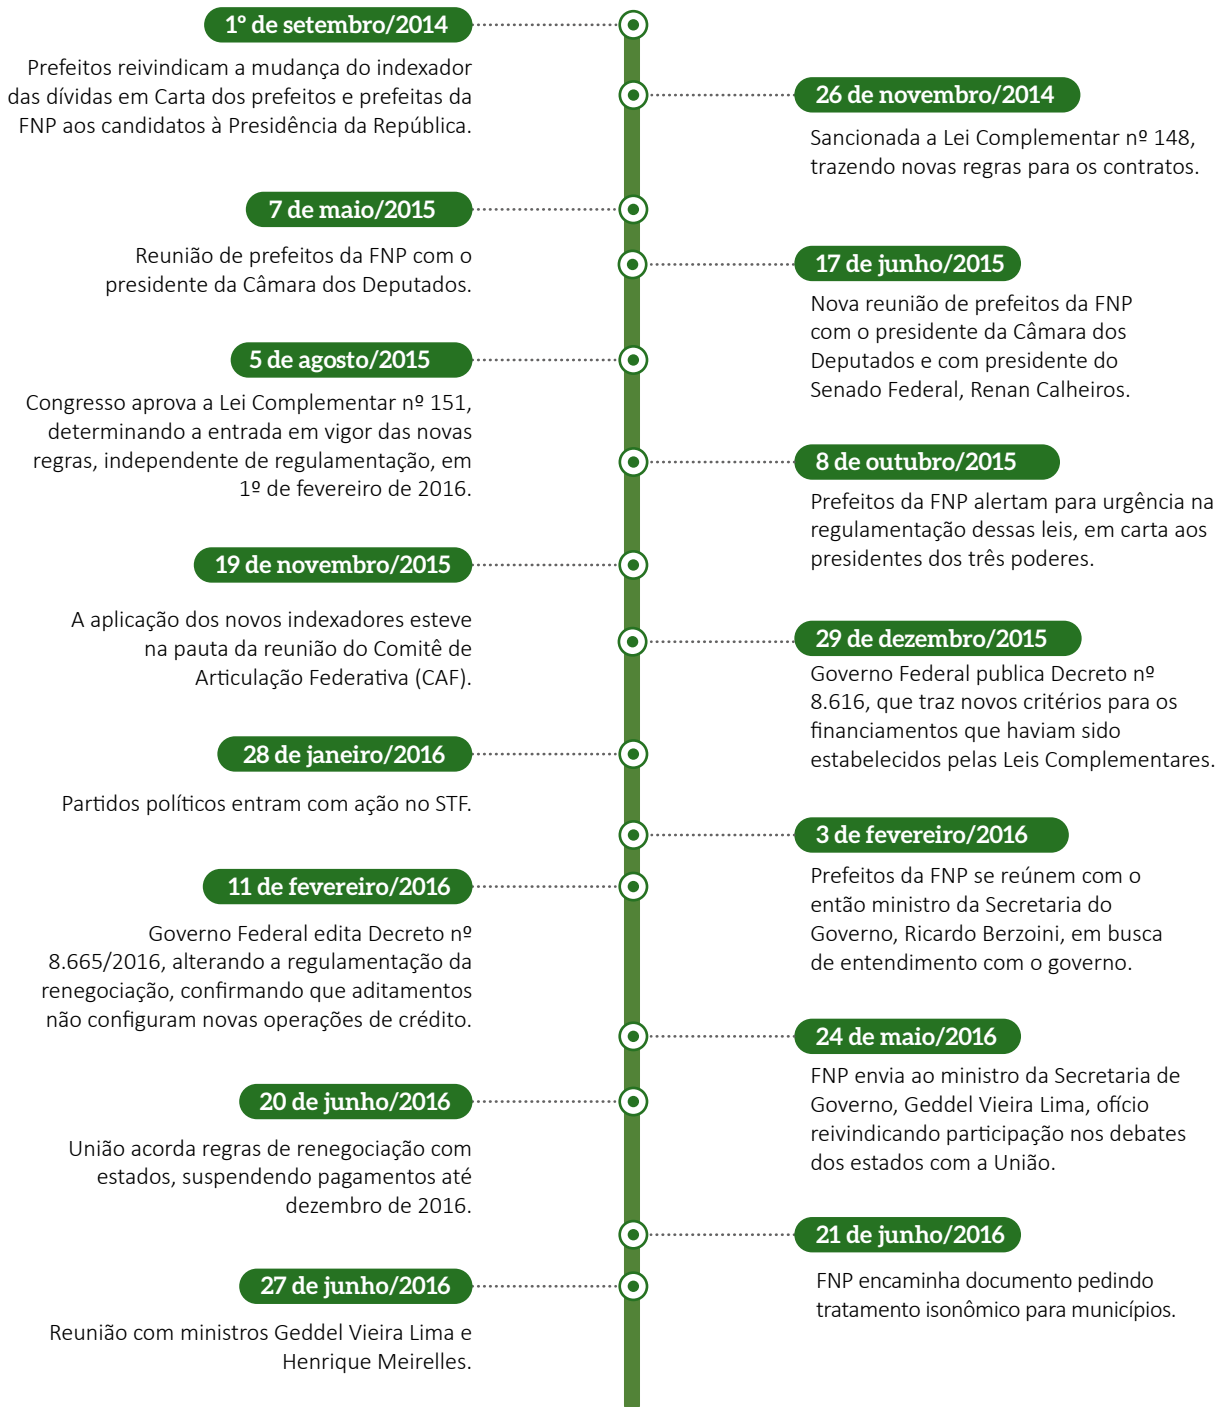 1º de setembro/2014
Prefeitos reivindicam a mudança do indexador
das dívidas em Carta dos prefeitos e prefeitas da
FNP aos candidatos à Presidência da República.
26 de novembro/2014
Sancionada a Lei Complementar nº 148,
trazendo novas regras para os contratos.
7 de maio/2015
Reunião de prefeitos da FNP com o
presidente da Câmara dos Deputados.
17 de junho/2015
Nova reunião de prefeitos da FNP
com o presidente da Câmara dos
Deputados e com presidente do
Senado Federal, Renan Calheiros.
5 de agosto/2015
Congresso aprova a Lei Complementar nº 151,
determinando a entrada em vigor das novas
regras, independente de regulamentação, em
1º de fevereiro de 2016.
8 de outubro/2015
Prefeitos da FNP alertam para urgência na
regulamentação dessas leis, em carta aos
presidentes dos três poderes.
19 de novembro/2015
A aplicação dos novos indexadores esteve
na pauta da reunião do Comitê de
Articulação Federativa (CAF).
29 de dezembro/2015
Governo Federal publica Decreto nº
8.616, que traz novos critérios para os
financiamentos que haviam sido
estabelecidos pelas Leis Complementares.
28 de janeiro/2016
Partidos políticos entram com ação no STF.
3 de fevereiro/2016
Prefeitos da FNP se reúnem com o
então ministro da Secretaria do
Governo, Ricardo Berzoini, em busca
de entendimento com o governo.
11 de fevereiro/2016
Governo Federal edita Decreto nº
8.665/2016, alterando a regulamentação da
renegociação, confirmando que aditamentos
não configuram novas operações de crédito.
24 de maio/2016
FNP envia ao ministro da Secretaria de
Governo, Geddel Vieira Lima, ofício
reivindicando participação nos debates
dos estados com a União.
20 de junho/2016
União acorda regras de renegociação com
estados, suspendendo pagamentos até
dezembro de 2016.
21 de junho/2016
FNP encaminha documento pedindo
tratamento isonômico para municípios.
27 de junho/2016
Reunião com ministros Geddel Vieira Lima e
Henrique Meirelles.